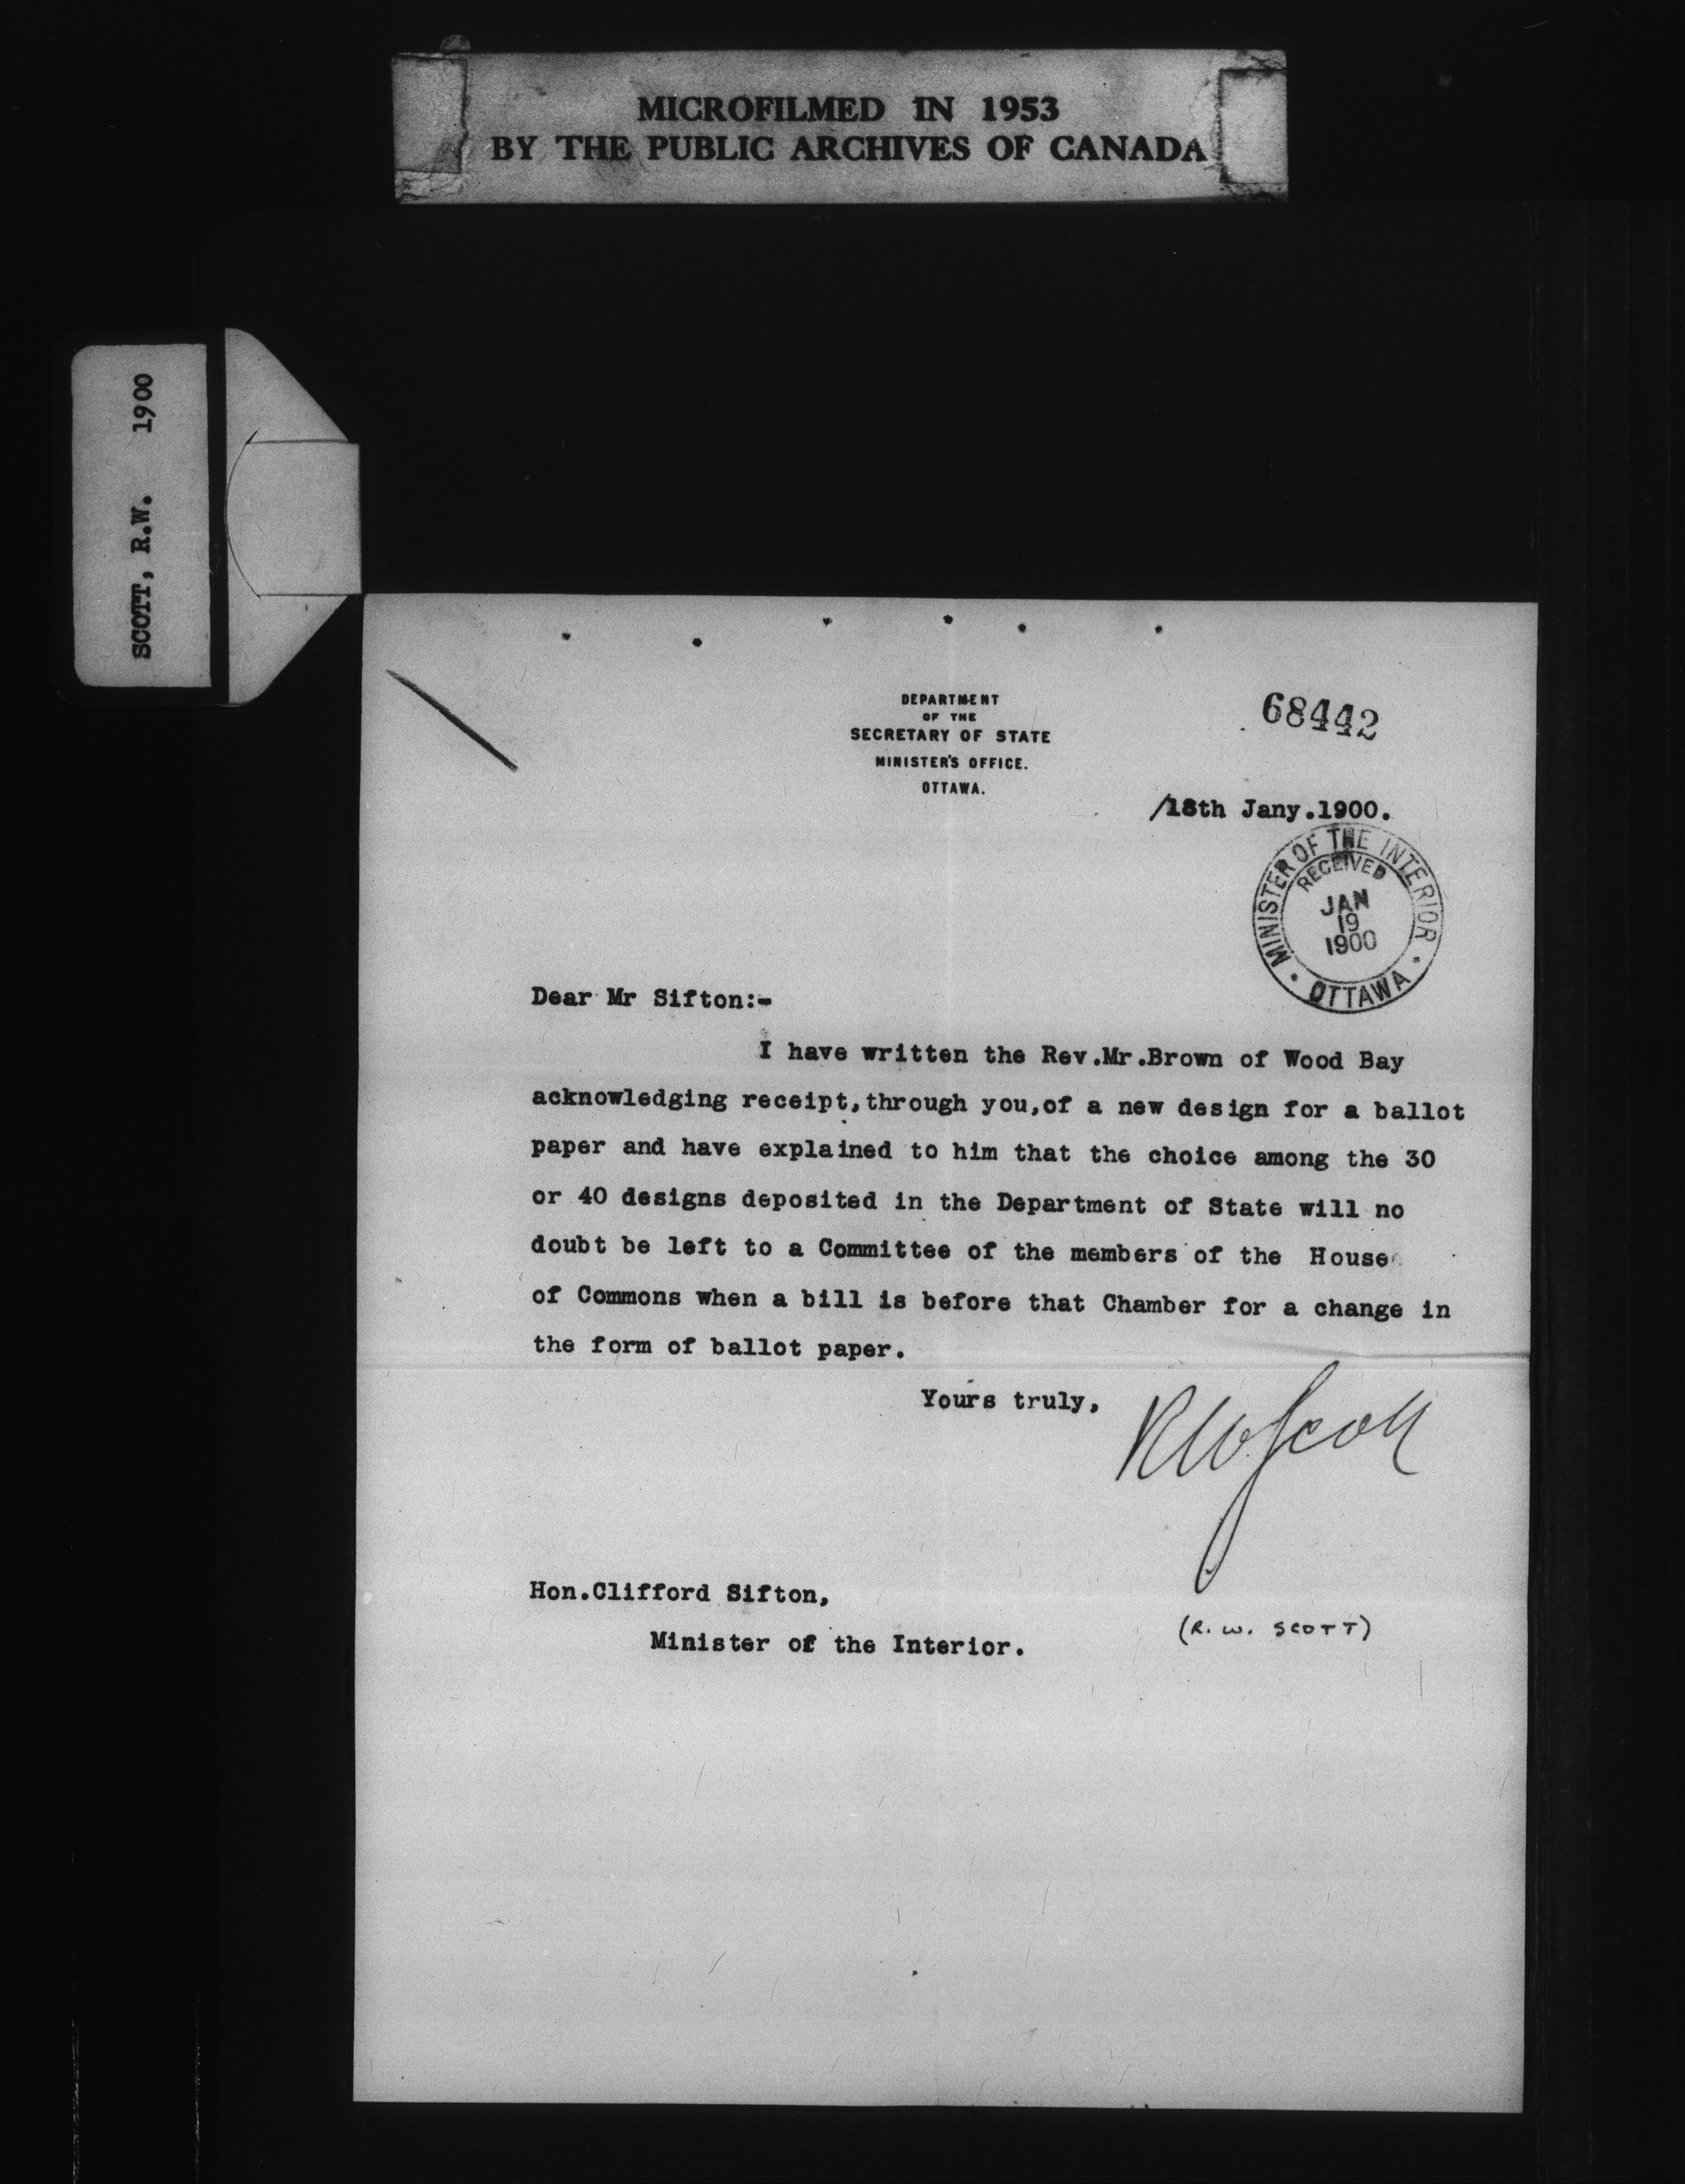 MICROFILMED IN 1953
BY THE PUBLIC ARCHIVES OF CANADA
SCOTT, R.W. 1900
DEPARTMENT
OF THE
SECRETARY OF STATE
MINISTER'S OFFICE.
OTTAWA.
68442
/18th Jany.1900.
MINISTER OF THE INTERIOR
RECEIVED
JAN
19
1900
OTTAWA
Dear Mr Sifton:-
I have written the Rev.Mr.Brown of Wood Bay
acknowledging receipt,through you,of a new design for a ballot
paper and have explained to him that the choice among the 30
or 40 designs deposited in the Department of State will no
doubt be left to a Committee of the members of the House
of Commons when a bill is before that Chamber for a change in
the form of ballot paper.
Yours truly,
RWScott
Hon.Clifford Sifton,
(R. W. SCOTT)
Minister of the Interior.